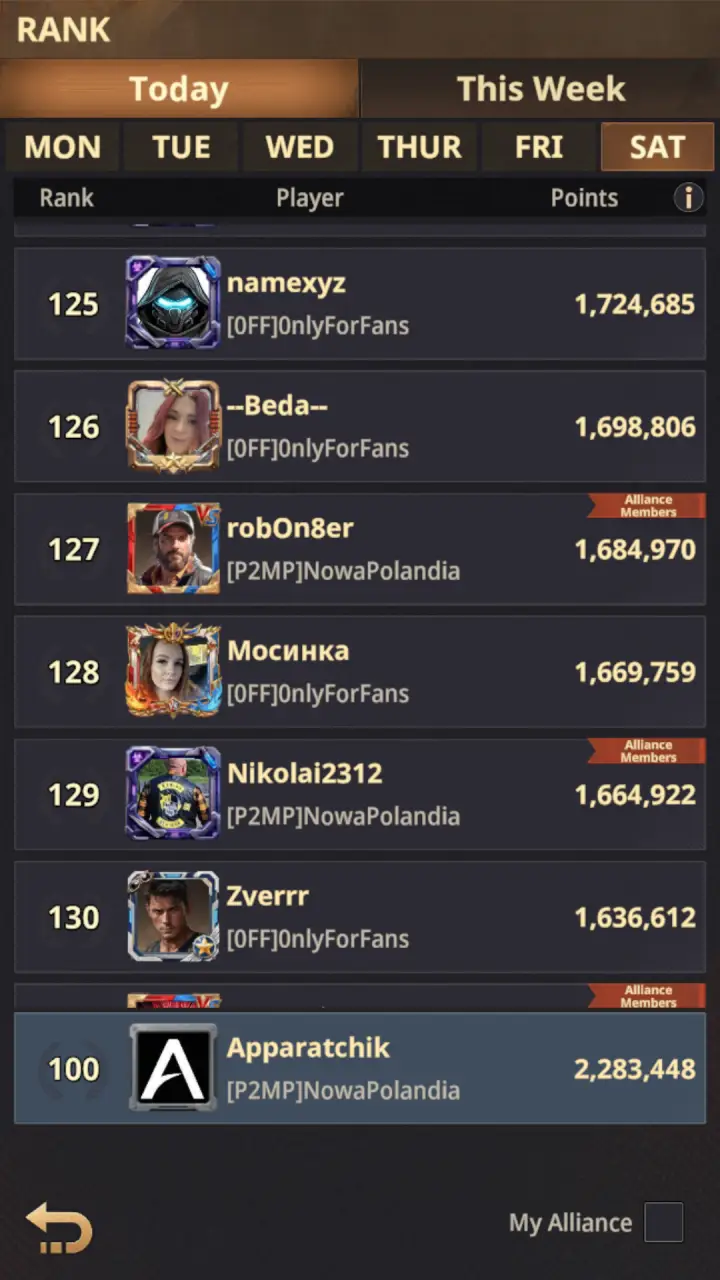 RANK
Today This Week
MON TUE WED THUR FRI SAT
Rank Player Points i
125 namexyz 1,724,685
[0FF]0nlyForFans
126 --Beda-- 1,698,806
[0FF]0nlyForFans
Alliance
Members
127 robOn8er 1,684,970
[P2MP]NowaPolandia
128 Мосинка 1,669,759
[0FF]0nlyForFans
Alliance
Members
129 Nikolai2312 1,664,922
[P2MP]NowaPolandia
130 Zverrr 1,636,612
[0FF]0nlyForFans
Alliance
Members
100 Apparatchik 2,283,448
[P2MP]NowaPolandia
My Alliance